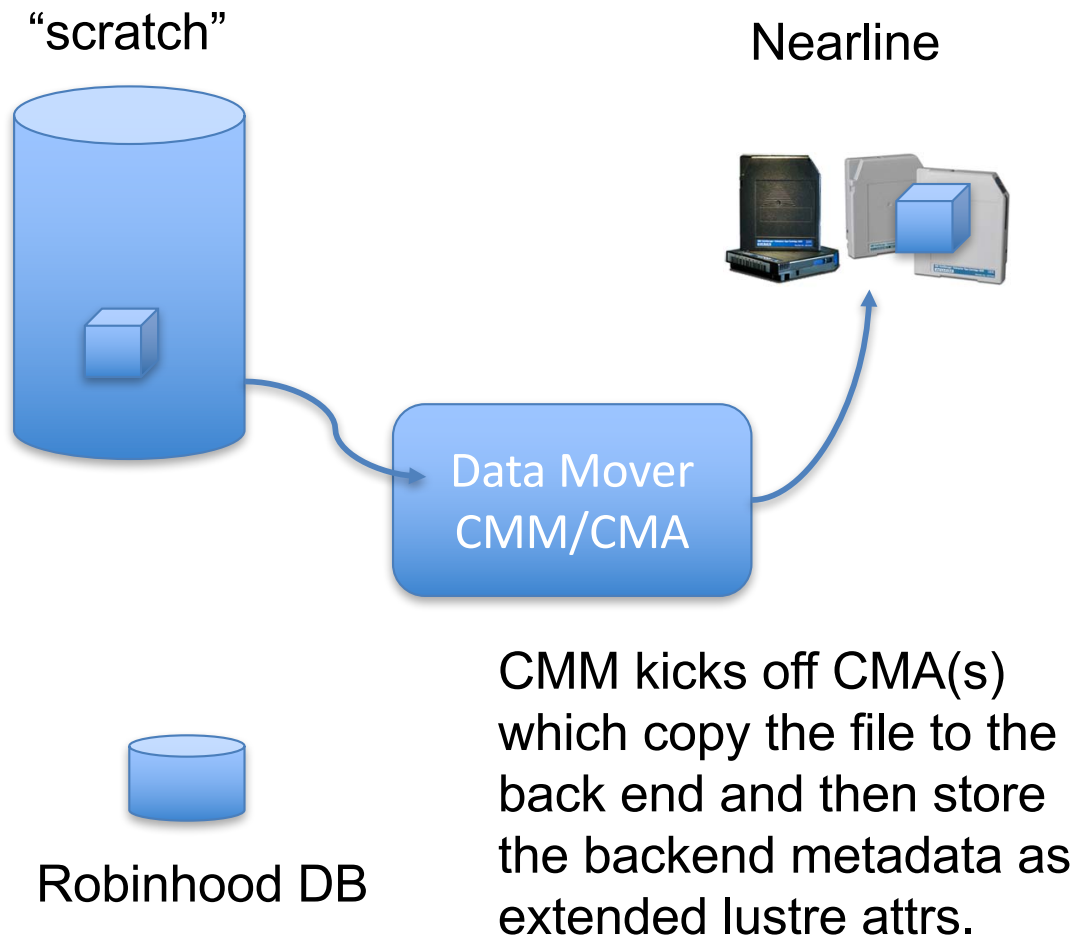 “scratch”
Nearline
Data Mover
CMM/CMA
CMM kicks off CMA(s)
which copy the file to the
back end and then store
the backend metadata as
extended lustre attrs.
Robinhood DB